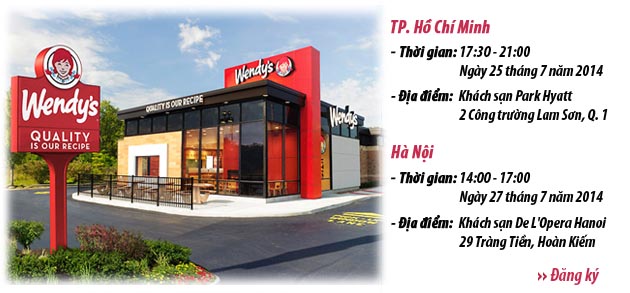 Wendy's
QUALITY
IS OUR RECIPE
QUALITY IS OUR RECIPE
Wendy's
Wendy's
TP. Hồ Chí Minh
- Thời gian: 17:30 - 21:00
Ngày 25 tháng 7 năm 2014
- Địa điểm: Khách sạn Park Hyatt
2 Công trường Lam Sơn, Q. 1
Hà Nội
- Thời gian: 14:00 - 17:00
Ngày 27 tháng 7 năm 2014
- Địa điểm: Khách sạn De L'Opera Hanoi
29 Tràng Tiền, Hoàn Kiếm
›› Đăng ký